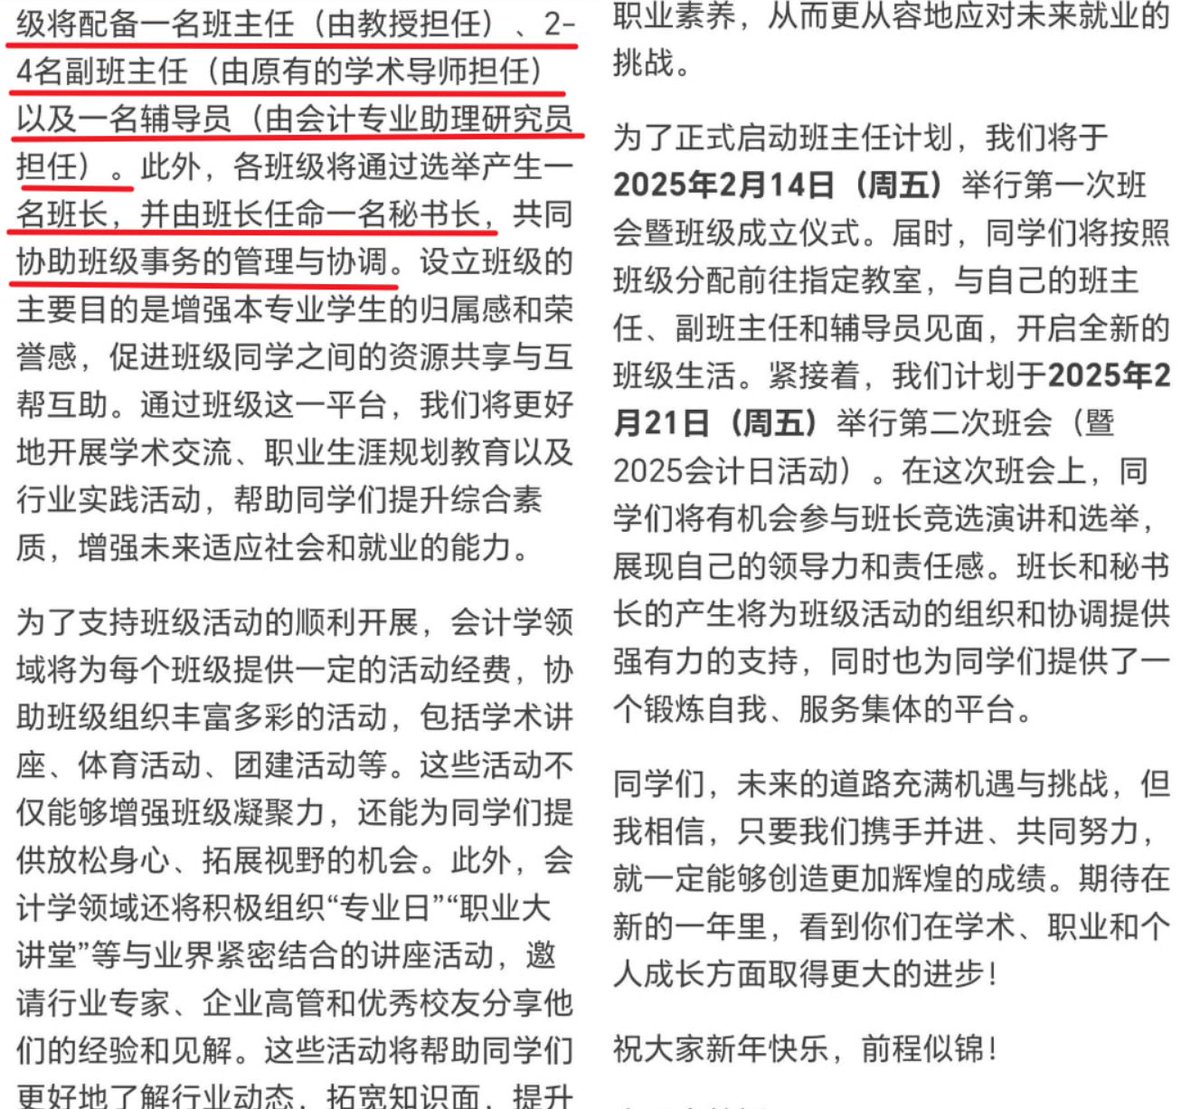 级将配备一名班主任（由教授担任）、2-
4名副班主任（由原有的学术导师担任）
以及一名辅导员（由会计专业助理研究员
担任）。此外，各班级将通过选举产生一
名班长，并由班长任命一名秘书长，共同
协助班级事务的管理与协调。设立班级的
主要目的是增强本专业学生的归属感和荣
誉感，促进班级同学之间的资源共享与互
帮互助。通过班级这一平台，我们将更好
地开展学术交流、职业生涯规划教育以及
行业实践活动，帮助同学们提升综合素
质，增强未来适应社会和就业的能力。
为了支持班级活动的顺利开展，会计学领
域将为每个班级提供一定的活动经费，协
助班级组织丰富多彩的活动，包括学术讲
座、体育活动、团建活动等。这些活动不
仅能够增强班级凝聚力，还能为同学们提
供放松身心、拓展视野的机会。此外，会
计学领域还将积极组织“专业日”“职业大
讲堂”等与业界紧密结合的讲座活动，邀
请行业专家、企业高管和优秀校友分享他
们的经验和见解。这些活动将帮助同学们
更好地了解行业动态，拓宽知识面，提升
职业素养，从而更从容地应对未来就业的
挑战。
为了正式启动班主任计划，我们将于
2025年2月14日（周五）举行第一次班
会暨班级成立仪式。届时，同学们将按照
班级分配前往指定教室，与自己的班主
任、副班主任和辅导员见面，开启全新的
班级生活。紧接着，我们计划于2025年2
月21日（周五）举行第二次班会（暨
2025会计日活动）。在这次班会上，同
学们将有机会参与班长竞选演讲和选举，
展现自己的领导力和责任感。班长和秘书
长的产生将为班级活动的组织和协调提供
强有力的支持，同时也为同学们提供了一
个锻炼自我、服务集体的平台。
同学们，未来的道路充满机遇与挑战，但
我相信，只要我们携手并进、共同努力，
就一定能够创造更加辉煌的成绩。期待在
新的一年里，看到你们在学术、职业和个
人成长方面取得更大的进步！
祝大家新年快乐，前程似锦！